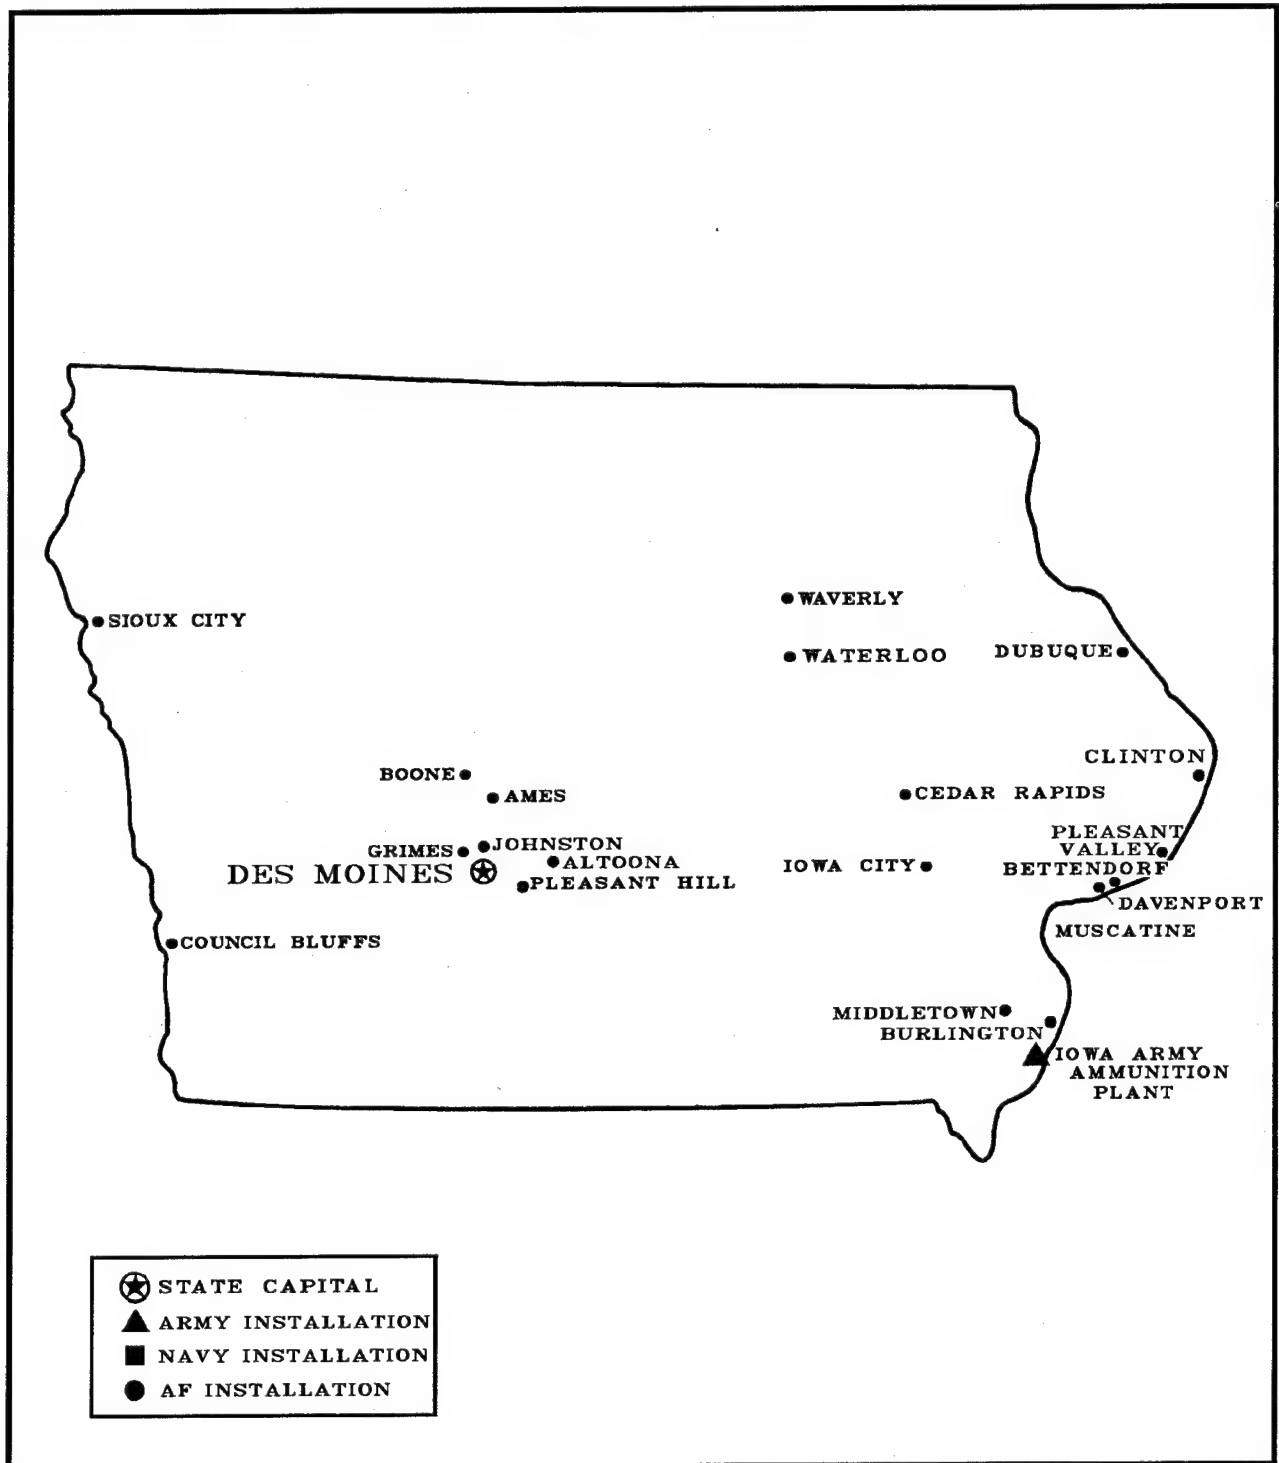 WAVERLY
SIOUX CITY
DUBUQUE
WATERLOO
CLINTON
BOONE
AMES
CEDAR RAPIDS
PLEASANT
VALLEY
JOHNSTON
GRIMES
ALTOONA
IOWA CITY
BETTENDORF
DES MOINES
PLEASANT HILL
DAVENPORT
MUSCATINE
COUNCIL BLUFFS
MIDDLETOWN
BURLINGTON
IOWA ARMY
AMMUNITION
PLANT
STATE CAPITAL
ARMY INSTALLATION
NAVY INSTALLATION
AF INSTALLATION